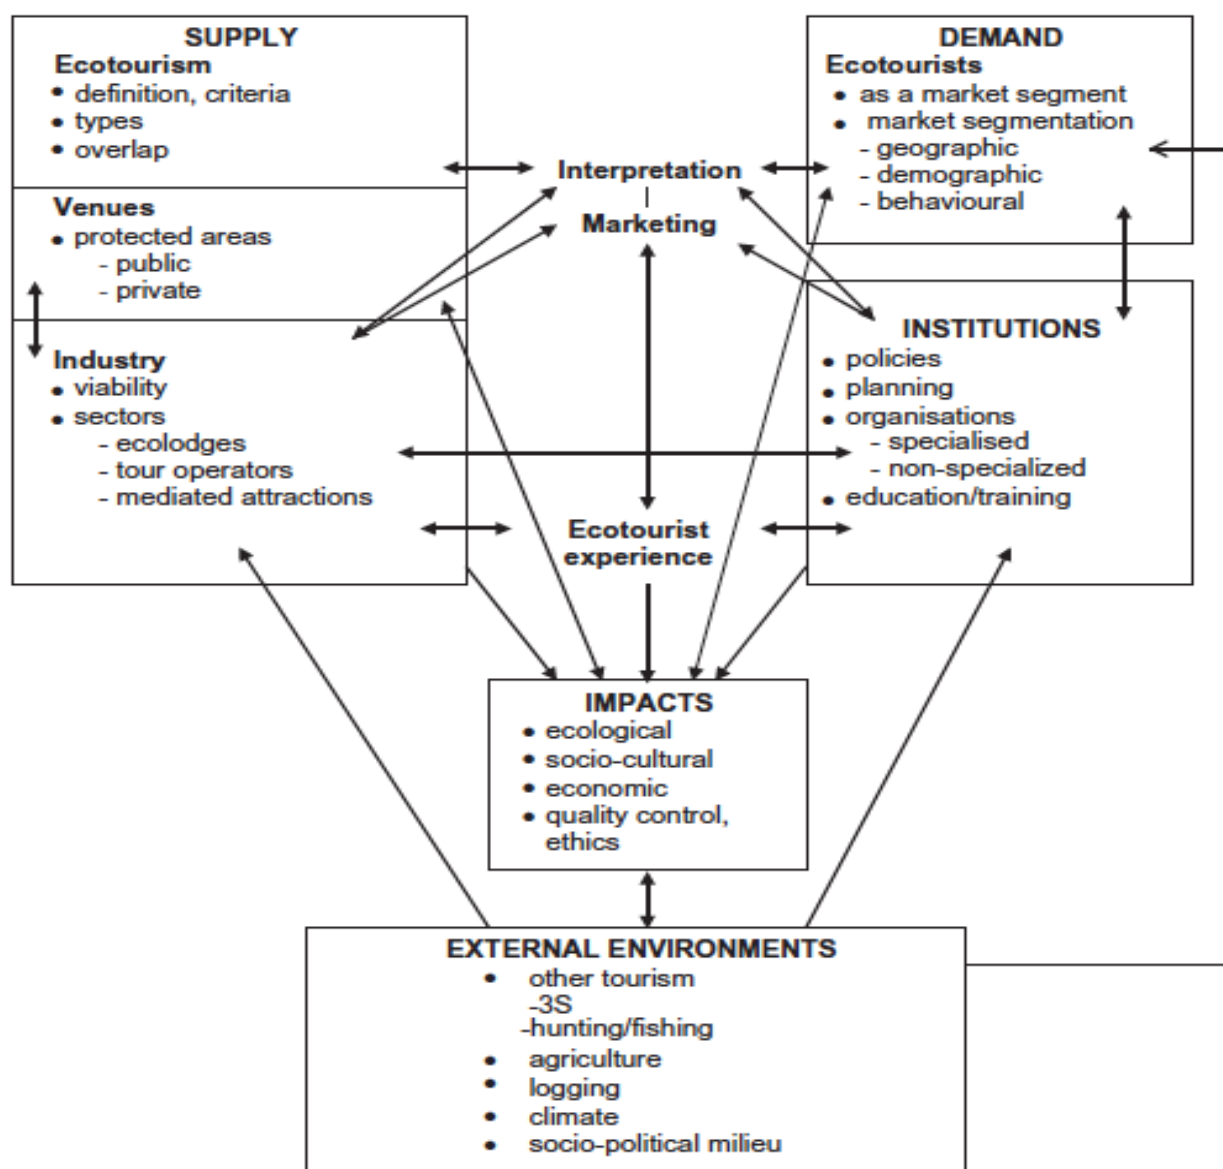 SUPPLY
Ecotourism
• definition, criteria
• types
• overlap
Venues
• protected areas
- public
- private
Industry
• viability
• sectors
- ecolodges
- tour operators
- mediated attractions
Interpretation
Marketing
Ecotourist
experience
DEMAND
Ecotourists
• as a market segment
• market segmentation
- geographic
- demographic
- behavioural
INSTITUTIONS
• policies
• planning
• organisations
- specialised
- non-specialized
• education/training
IMPACTS
• ecological
• socio-cultural
• economic
• quality control,
ethics
EXTERNAL ENVIRONMENTS
• other tourism
-3S
-hunting/fishing
• agriculture
• logging
• climate
• socio-political milieu